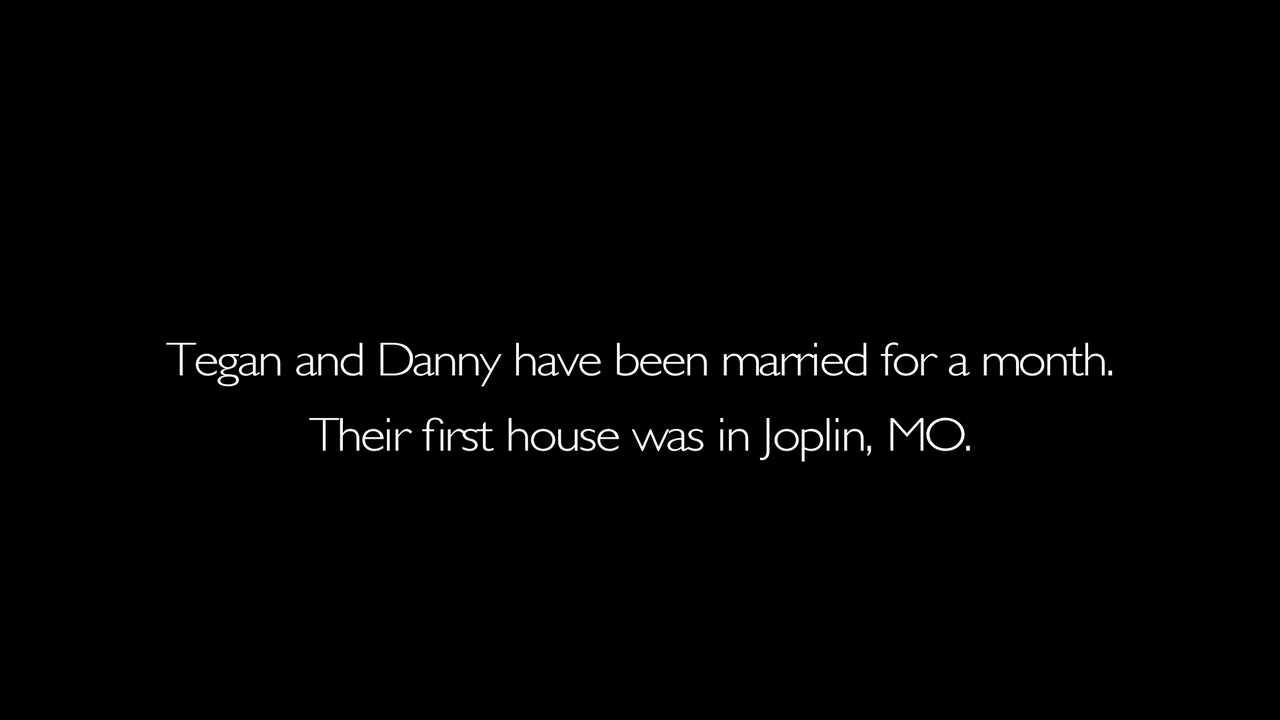 Tegan and Danny have been married for a month.
Their first house was in Joplin, MO.